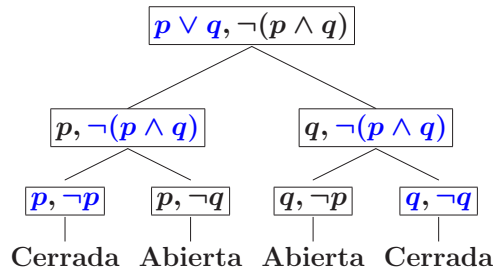 p ∨ q, ¬(p ∧ q)
p, ¬(p ∧ q) q, ¬(p ∧ q)
p, ¬p p, ¬q q, ¬p q, ¬q
Cerrada Abierta Abierta Cerrada